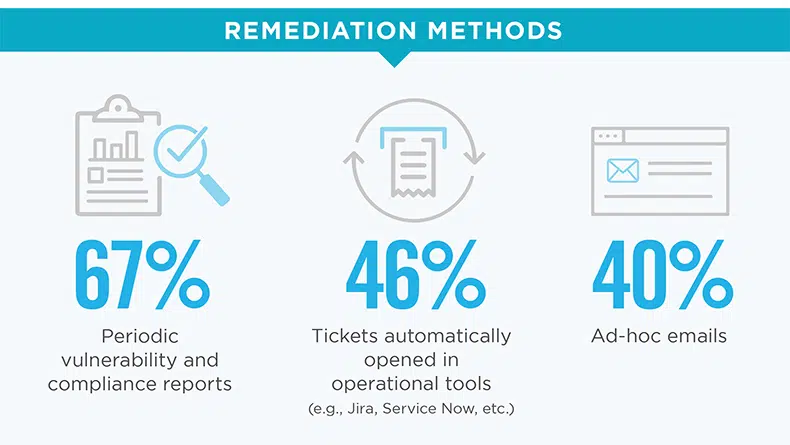 REMEDIATION METHODS
67%
Periodic
vulnerability and
compliance reports
46%
Tickets automatically
opened in
operational tools
(e.g., Jira, Service Now, etc.)
40%
Ad-hoc emails